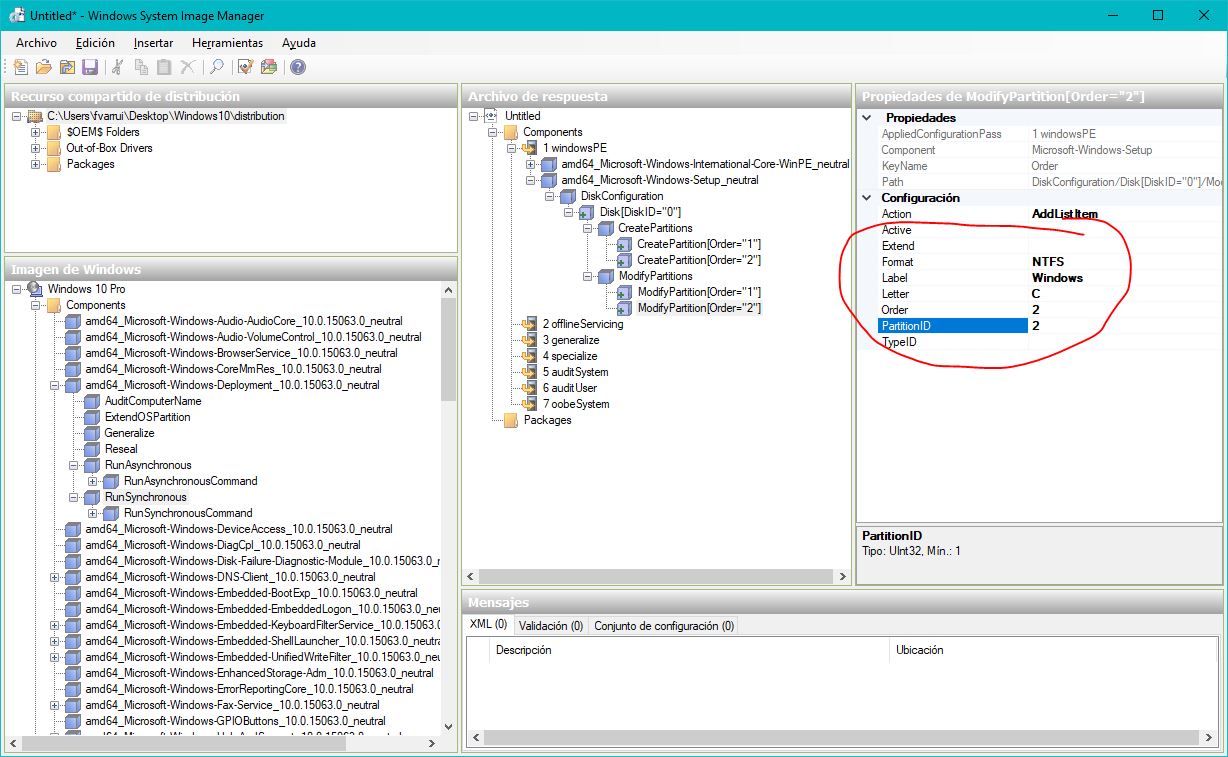 Untitled* - Windows System Image Manager
Archivo Edición Insertar Herramientas Ayuda
Recurso compartido de distribución
C:\Users\fvarrui\Desktop\Windows10\distribution
$OEM$ Folders
Out-of-Box Drivers
Packages
Imagen de Windows
Windows 10 Pro
Components
amd64_Microsoft-Windows-Audio-AudioCore_10.0.15063.0_neutral
amd64_Microsoft-Windows-Audio-VolumeControl_10.0.15063.0_neutral
amd64_Microsoft-Windows-BrowserService_10.0.15063.0_neutral
amd64_Microsoft-Windows-CoreMmRes_10.0.15063.0_neutral
amd64_Microsoft-Windows-Deployment_10.0.15063.0_neutral
AuditComputerName
ExtendOSPartition
Generalize
Reseal
RunAsynchronous
RunAsynchronousCommand
RunSynchronous
RunSynchronousCommand
amd64_Microsoft-Windows-DeviceAccess_10.0.15063.0_neutral
amd64_Microsoft-Windows-DiagCpl_10.0.15063.0_neutral
amd64_Microsoft-Windows-Disk-Failure-Diagnostic-Module_10.0.15063.0_neutral
amd64_Microsoft-Windows-DNS-Client_10.0.15063.0_neutral
amd64_Microsoft-Windows-Embedded-BootExp_10.0.15063.0_neutral
amd64_Microsoft-Windows-Embedded-EmbeddedLogon_10.0.15063.0_neu
amd64_Microsoft-Windows-Embedded-KeyboardFilterService_10.0.15063.0_
amd64_Microsoft-Windows-Embedded-ShellLauncher_10.0.15063.0_neutral
amd64_Microsoft-Windows-Embedded-UnifiedWriteFilter_10.0.15063.0_neu
amd64_Microsoft-Windows-EnhancedStorage-Adm_10.0.15063.0_neutral
amd64_Microsoft-Windows-ErrorReportingCore_10.0.15063.0_neutral
amd64_Microsoft-Windows-Fax-Service_10.0.15063.0_neutral
amd64_Microsoft-Windows-GPIOButtons_10.0.15063.0_neutral
Archivo de respuesta
Untitled
Components
1 windowsPE
amd64_Microsoft-Windows-International-Core-WinPE_neutral
amd64_Microsoft-Windows-Setup_neutral
DiskConfiguration
Disk[DiskID="0"]
CreatePartitions
CreatePartition[Order="1"]
CreatePartition[Order="2"]
ModifyPartitions
ModifyPartition[Order="1"]
ModifyPartition[Order="2"]
2 offlineServicing
3 generalize
4 specialize
5 auditSystem
6 auditUser
7 oobeSystem
Packages
Propiedades de ModifyPartition[Order="2"]
Propiedades
AppliedConfigurationPass 1 windowsPE
Component Microsoft-Windows-Setup
KeyName Order
Path DiskConfiguration/Disk[DiskID="0"]/Mo
Configuración
Action AddListItem
Active
Extend
Format NTFS
Label Windows
Letter C
Order 2
PartitionID 2
TypeID
PartitionID
Tipo: UInt32, Mín.: 1
Mensajes
XML (0) Validación (0) Conjunto de configuración (0)
Descripción Ubicación